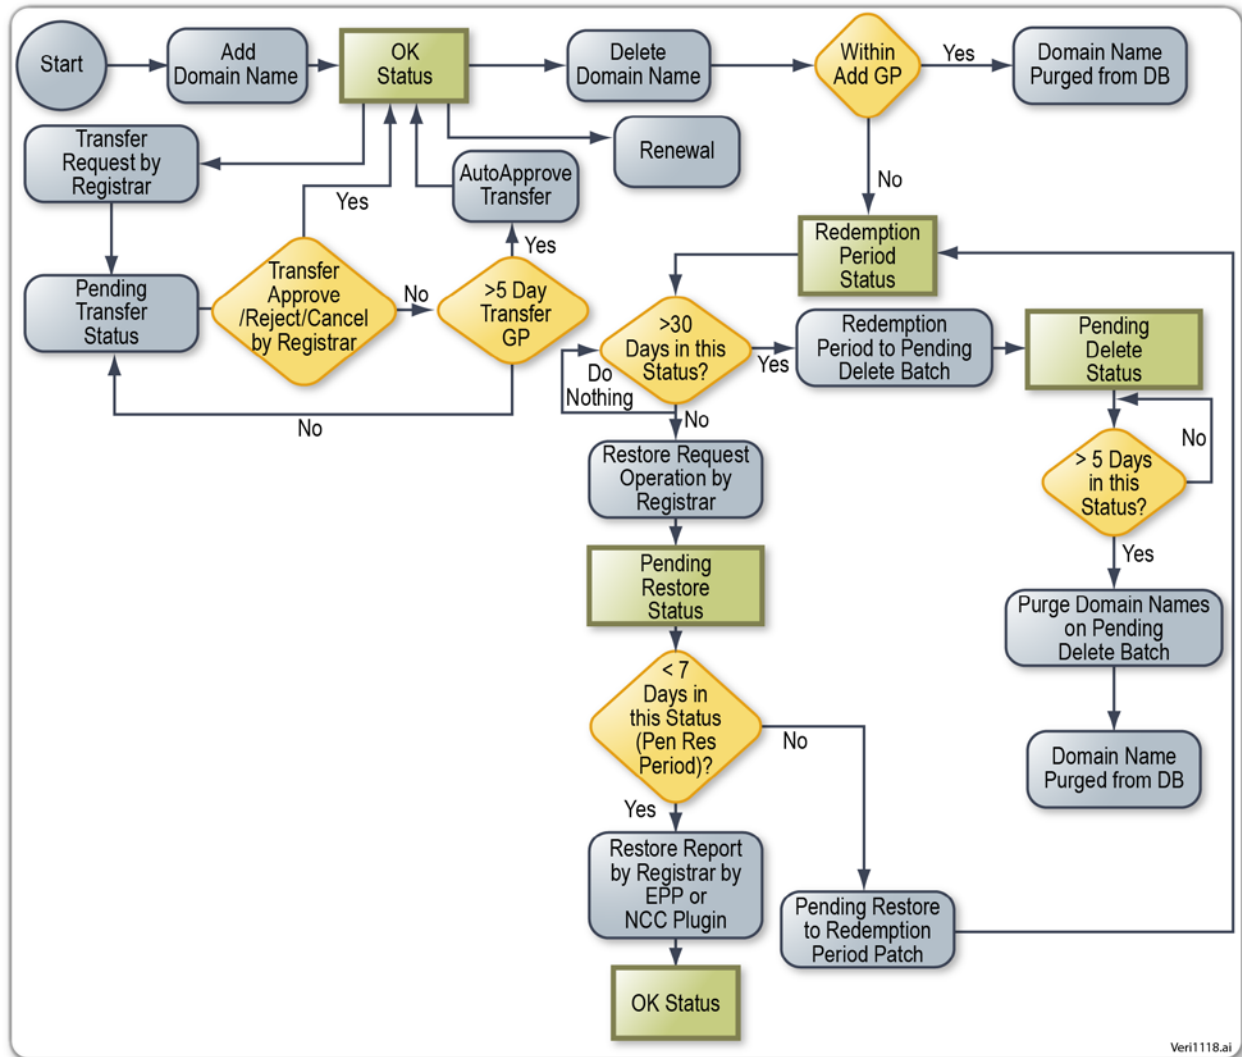 Start
Add
Domain Name
OK
Status
Delete
Domain Name
Within
Add GP
Yes
Domain Name
Purged from DB
Transfer
Request by
Registrar
Renewal
AutoApprove
Transfer
Yes
No
Yes
Pending
Transfer
Status
Transfer
Approve
/Reject/Cancel
by Registrar
No
>5 Day
Transfer
GP
No
Redemption
Period
Status
>30
Days in this
Status?
Do
Nothing
Yes
No
Redemption
Period to Pending
Delete Batch
Pending
Delete
Status
No
> 5 Days
in this
Status?
Yes
Restore Request
Operation by
Registrar
Pending
Restore
Status
Purge Domain Names
on Pending
Delete Batch
< 7
Days in
this Status
(Pen Res
Period)?
No
Yes
Domain Name
Purged from DB
Restore Report
by Registrar by
EPP or
NCC Plugin
Pending Restore
to Redemption
Period Patch
OK Status
Veri1118.ai